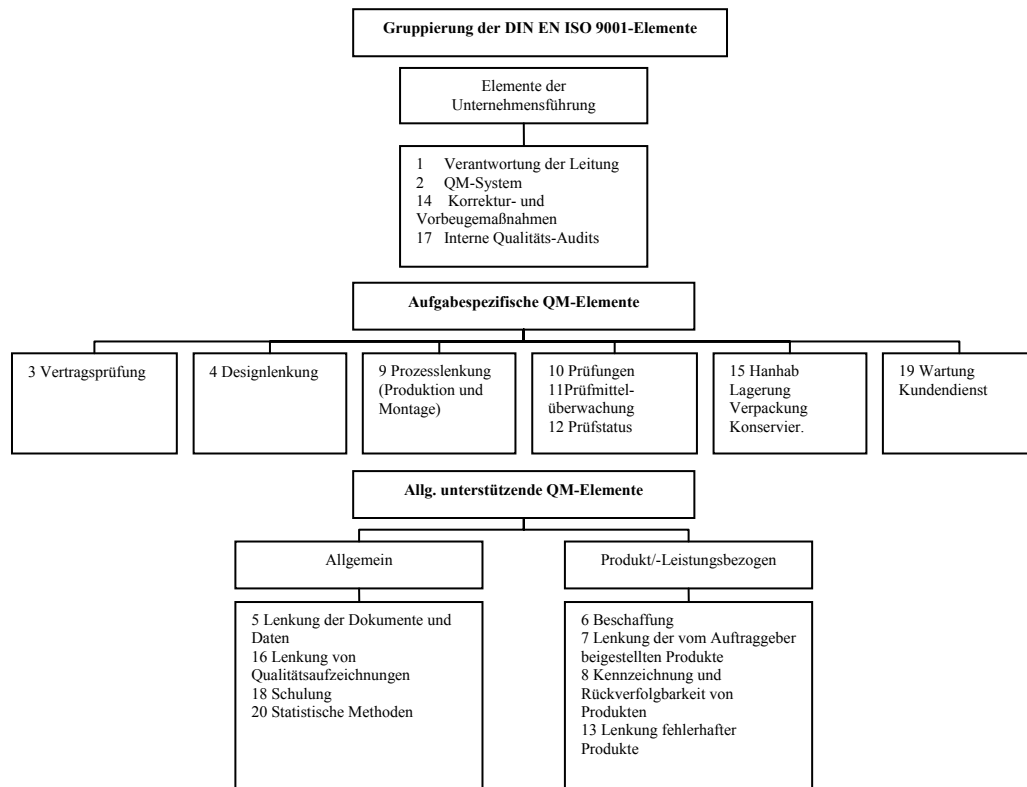 Gruppierung der DIN EN ISO 9001-Elemente
Elemente der
Unternehmensführung
1 Verantwortung der Leitung
2 QM-System
14 Korrektur- und
Vorbeugemaßnahmen
17 Interne Qualitäts-Audits
Aufgabespezifische QM-Elemente
3 Vertragsprüfung
4 Designlenkung
9 Prozesslenkung
(Produktion und
Montage)
10 Prüfungen
11Prüfmittel-
überwachung
12 Prüfstatus
15 Hanhab
Lagerung
Verpackung
Konservier.
19 Wartung
Kundendienst
Allg. unterstützende QM-Elemente
Allgemein
5 Lenkung der Dokumente und
Daten
16 Lenkung von
Qualitätsaufzeichnungen
18 Schulung
20 Statistische Methoden
Produkt/-Leistungsbezogen
6 Beschaffung
7 Lenkung der vom Auftraggeber
beigestellten Produkte
8 Kennzeichnung und
Rückverfolgbarkeit von
Produkten
13 Lenkung fehlerhafter
Produkte